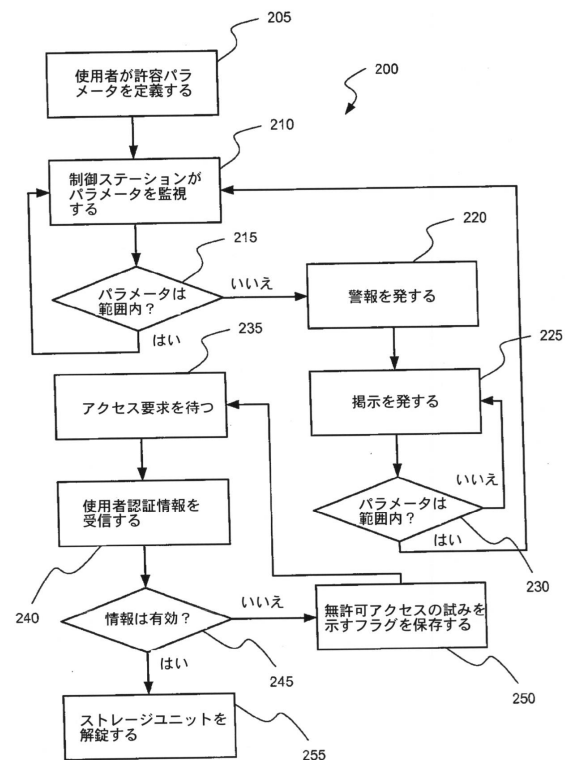 205
使用者が許容パラ
メータを定義する
200
210
制御ステーションが
パラメータを監視
する
215
パラメータは
範囲内？
いいえ
はい
220
警報を発する
225
掲示を発する
いいえ
パラメータは
範囲内？
はい
230
235
アクセス要求を待つ
使用者認証情報を
受信する
240
情報は有効？
いいえ
はい
245
無許可アクセスの試みを
示すフラグを保存する
250
ストレージユニットを
解錠する
255